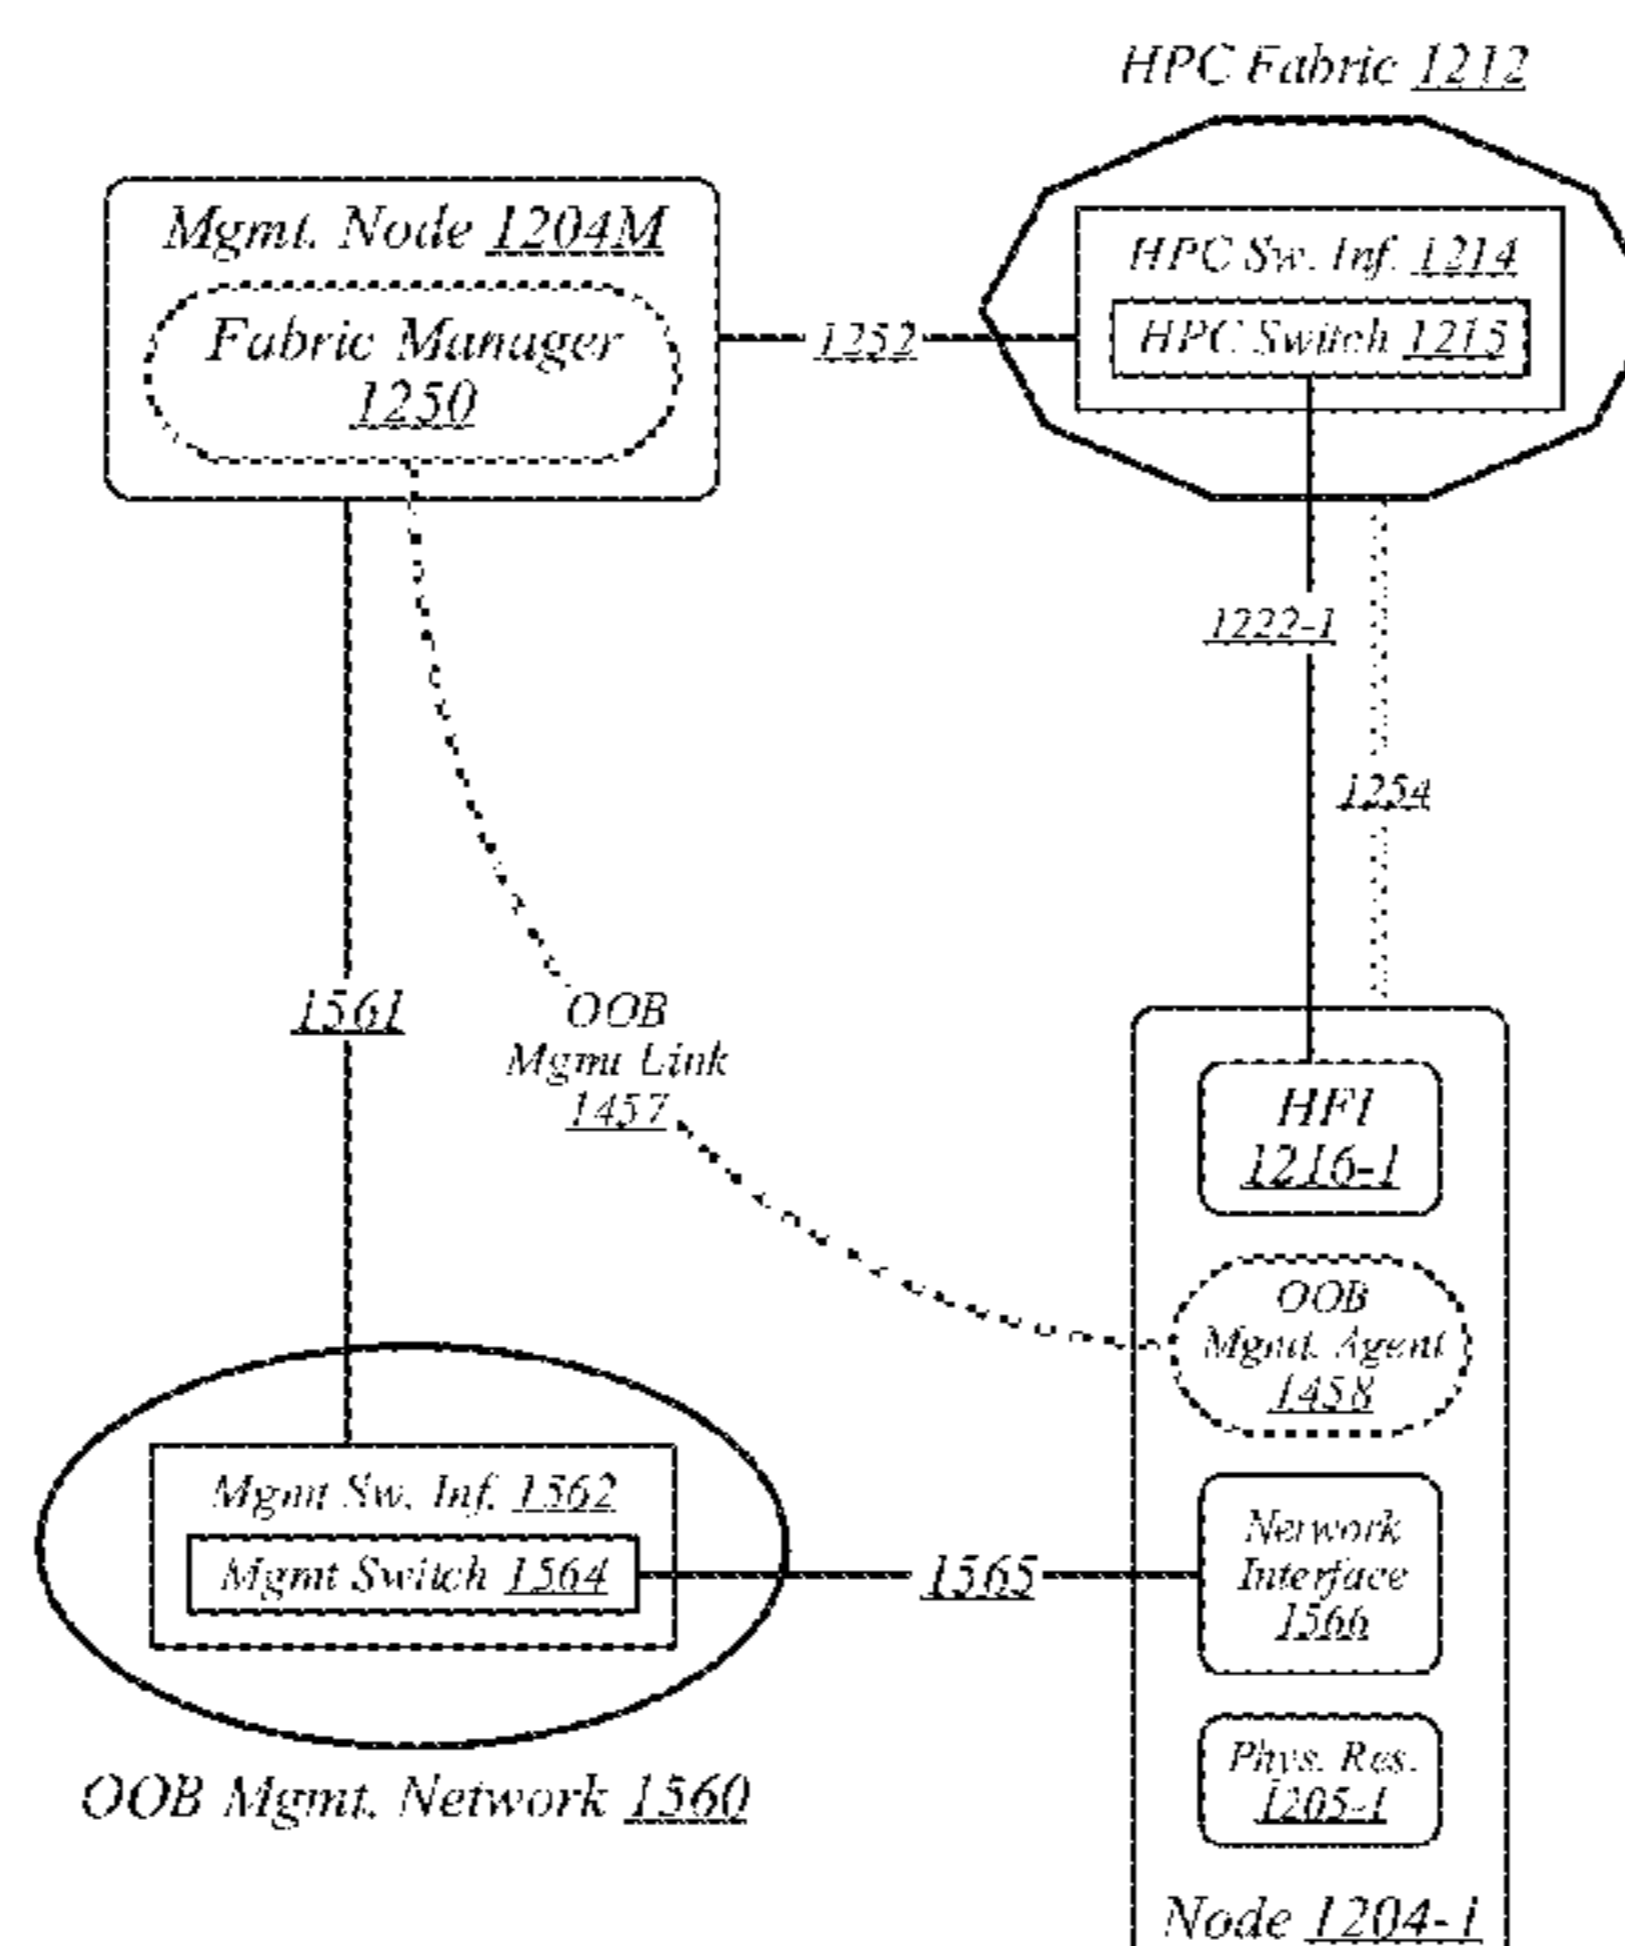 HPC Fabric 1212
Mgmt. Node 1204M
Fabric Manager
1250
1252
HPC Sw. Inf. 1214
HPC Switch 1215
1222-1
1254
1561
OOB
Mgmt Link
1457
HFI
1216-1
OOB
Mgmt. Agent
1458
Mgmt Sw. Inf. 1562
Mgmt Switch 1564
1565
Network
Interface
1566
Phys. Res.
1205-1
OOB Mgmt. Network 1560
Node 1204-1